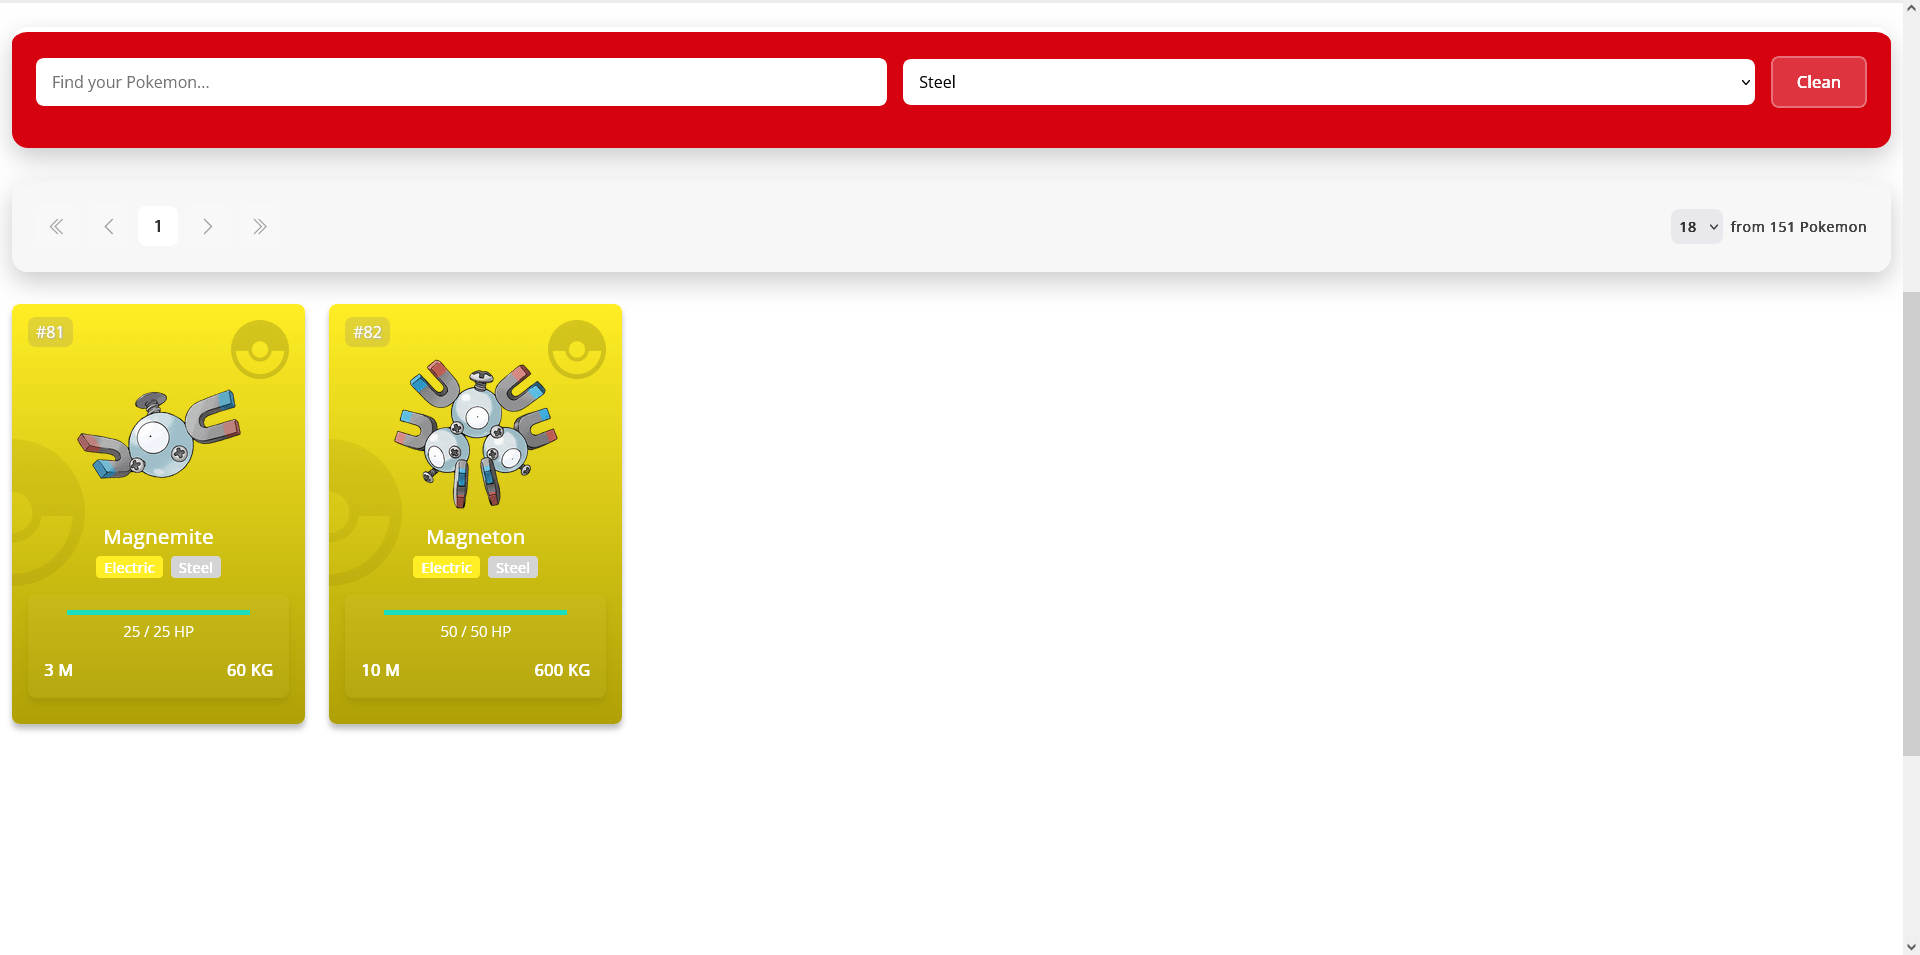 Find your Pokemon...
Steel
Clean
1
18 from 151 Pokemon
#81
Magnemite
Electric Steel
25 / 25 HP
3 M 60 KG
#82
Magneton
Electric Steel
50 / 50 HP
10 M 600 KG